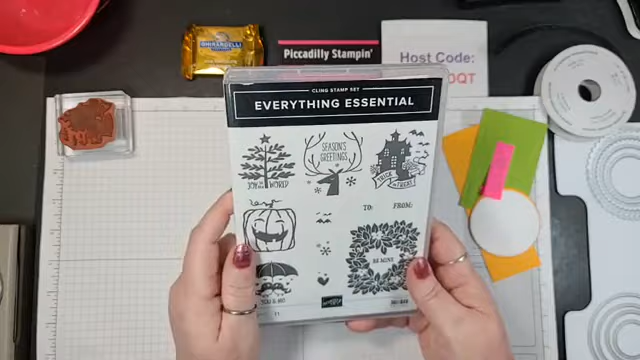 GHIRARDELLI
Piccadilly Stampin'
Host Code:
CLING STAMP SET
EVERYTHING ESSENTIAL
SEASON'S
GREETINGS
JOY TO THE WORLD
TRICK OR TREAT
TO:
FROM:
BE MINE